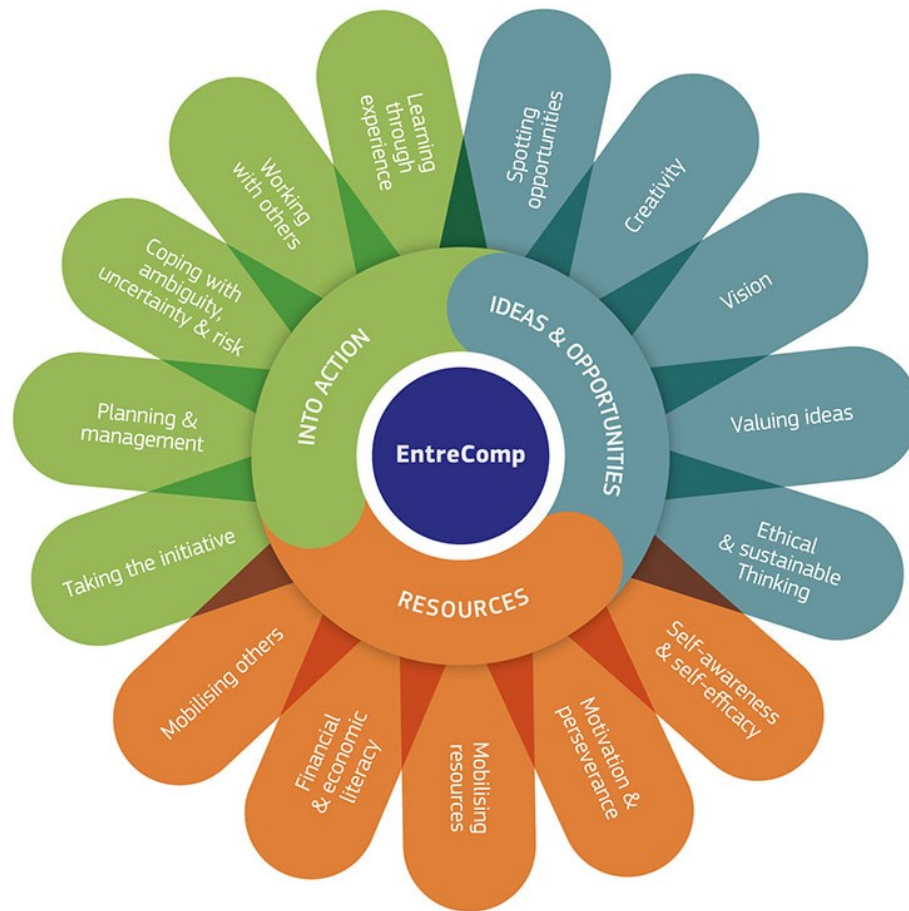 EntreComp
IDEAS & OPPORTUNITIES
Spotting
opportunities
Creativity
Vision
Valuing ideas
Ethical
& sustainable
Thinking
RESOURCES
Self-awareness
& self-efficacy
Motivation &
perseverance
Mobilising
resources
Financial
& economic
literacy
Mobilising others
INTO ACTION
Taking the initiative
Planning &
management
Coping with
ambiguity,
uncertainty & risk
Working
with others
Learning
through
experience